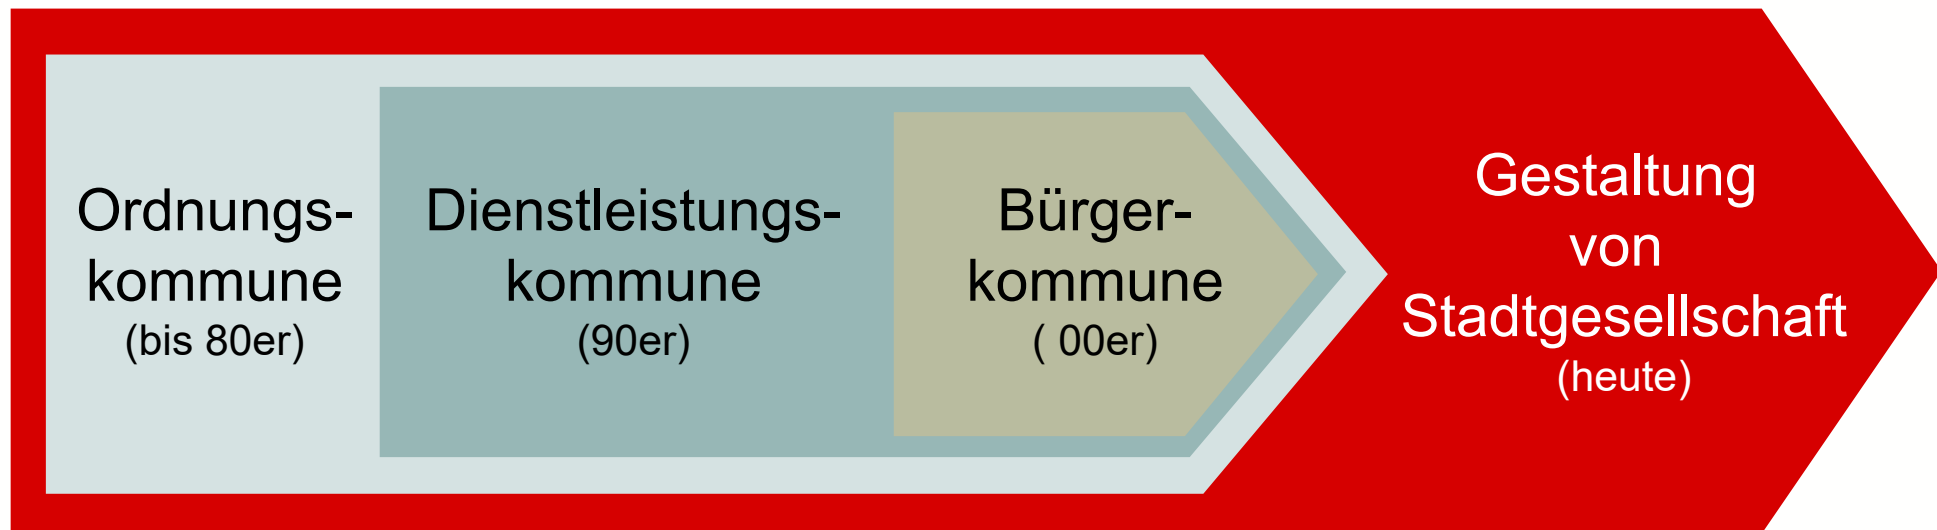 Ordnungs-
kommune
(bis 80er)
Dienstleistungs-
kommune
(90er)
Bürger-
kommune
( 00er)
Gestaltung
von
Stadtgesellschaft
(heute)